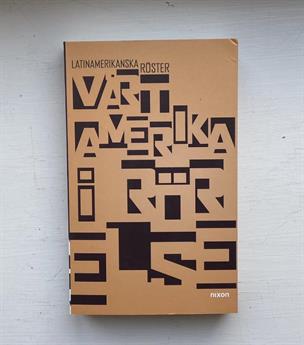 LATINAMERIKANSKA
RÖSTER
VÅRT
AMERIKA
I RÖR
ELSE
nixon